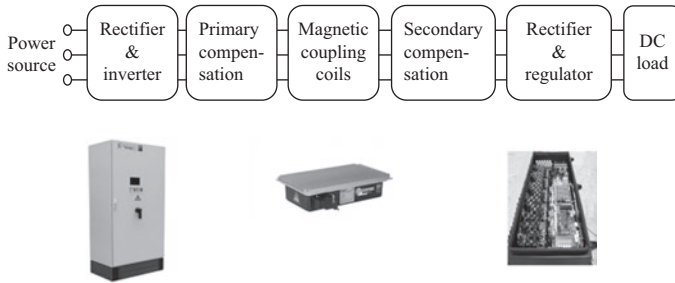 Power
source
Rectifier
&
inverter
Primary
compen-
sation
Magnetic
coupling
coils
Secondary
compen-
sation
Rectifier
&
regulator
DC
load